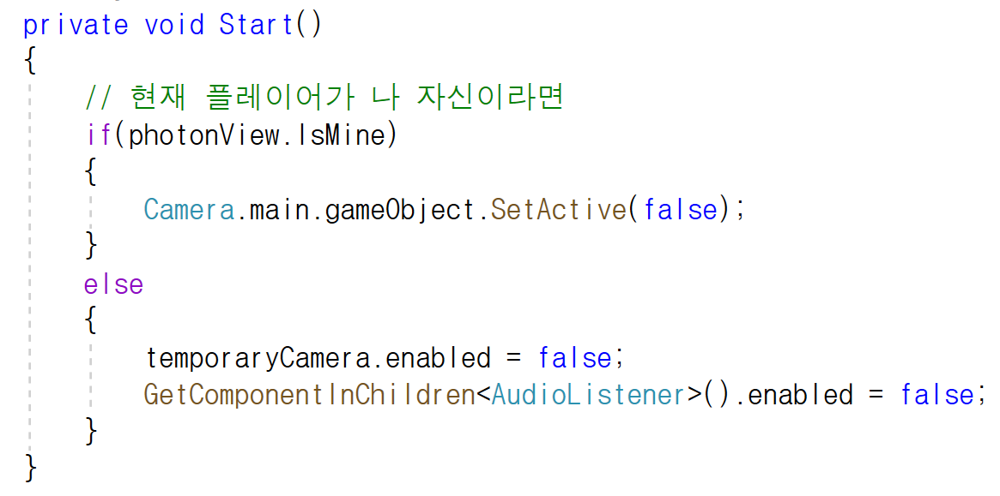 private void Start()
{
// 현재 플레이어가 나 자신이라면
if(photonView.IsMine)
{
Camera.main.gameObject.SetActive(false);
}
else
{
temporaryCamera.enabled = false;
GetComponentInChildren<AudioListener>().enabled = false;
}
}